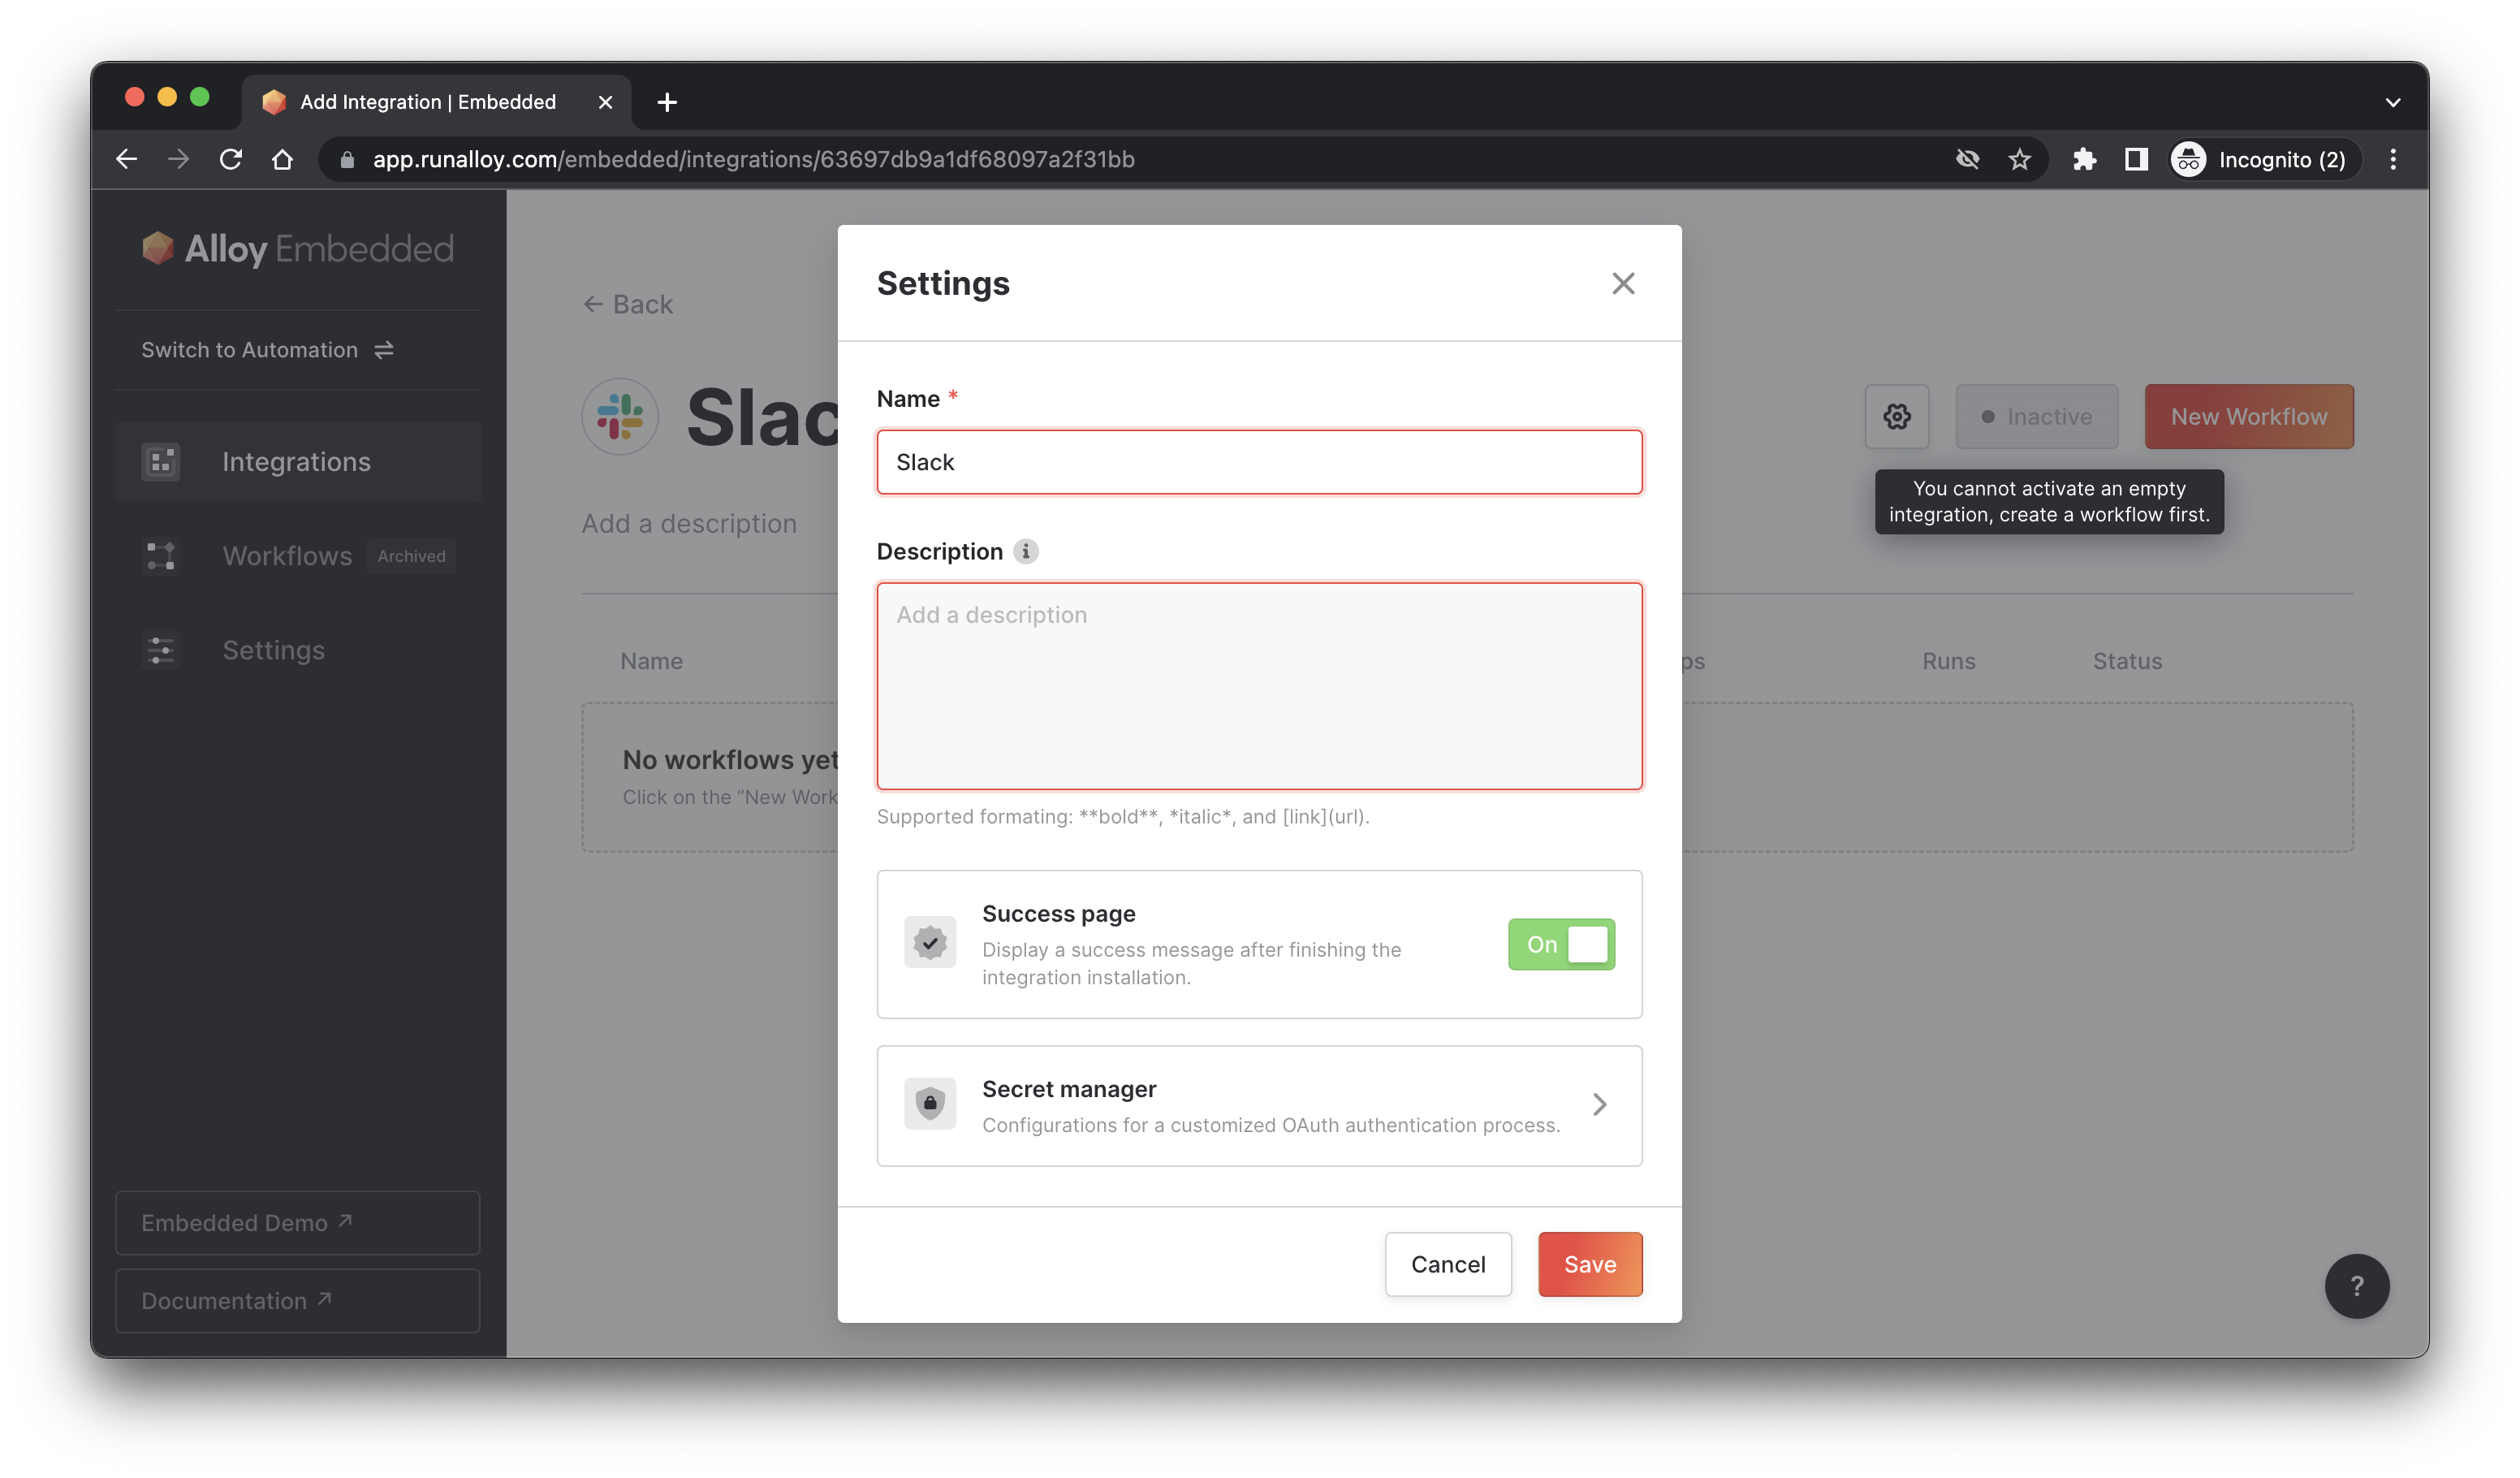 Add Integration | Embedded
app.runalloy.com/embedded/integrations/63697db9a1df68097a2f31bb
Incognito (2)
Alloy Embedded
Switch to Automation
Integrations
Workflows Archived
Settings
Embedded Demo
Documentation
Back
Slac
Add a description
Inactive
New Workflow
You cannot activate an empty
integration, create a workflow first.
Name
ps
Runs
Status
No workflows yet
Click on the “New Work
Settings
Name *
Slack
Description
Add a description
Supported formating: **bold**, *italic*, and [link](url).
Success page
Display a success message after finishing the
integration installation.
On
Secret manager
Configurations for a customized OAuth authentication process.
Cancel
Save
?